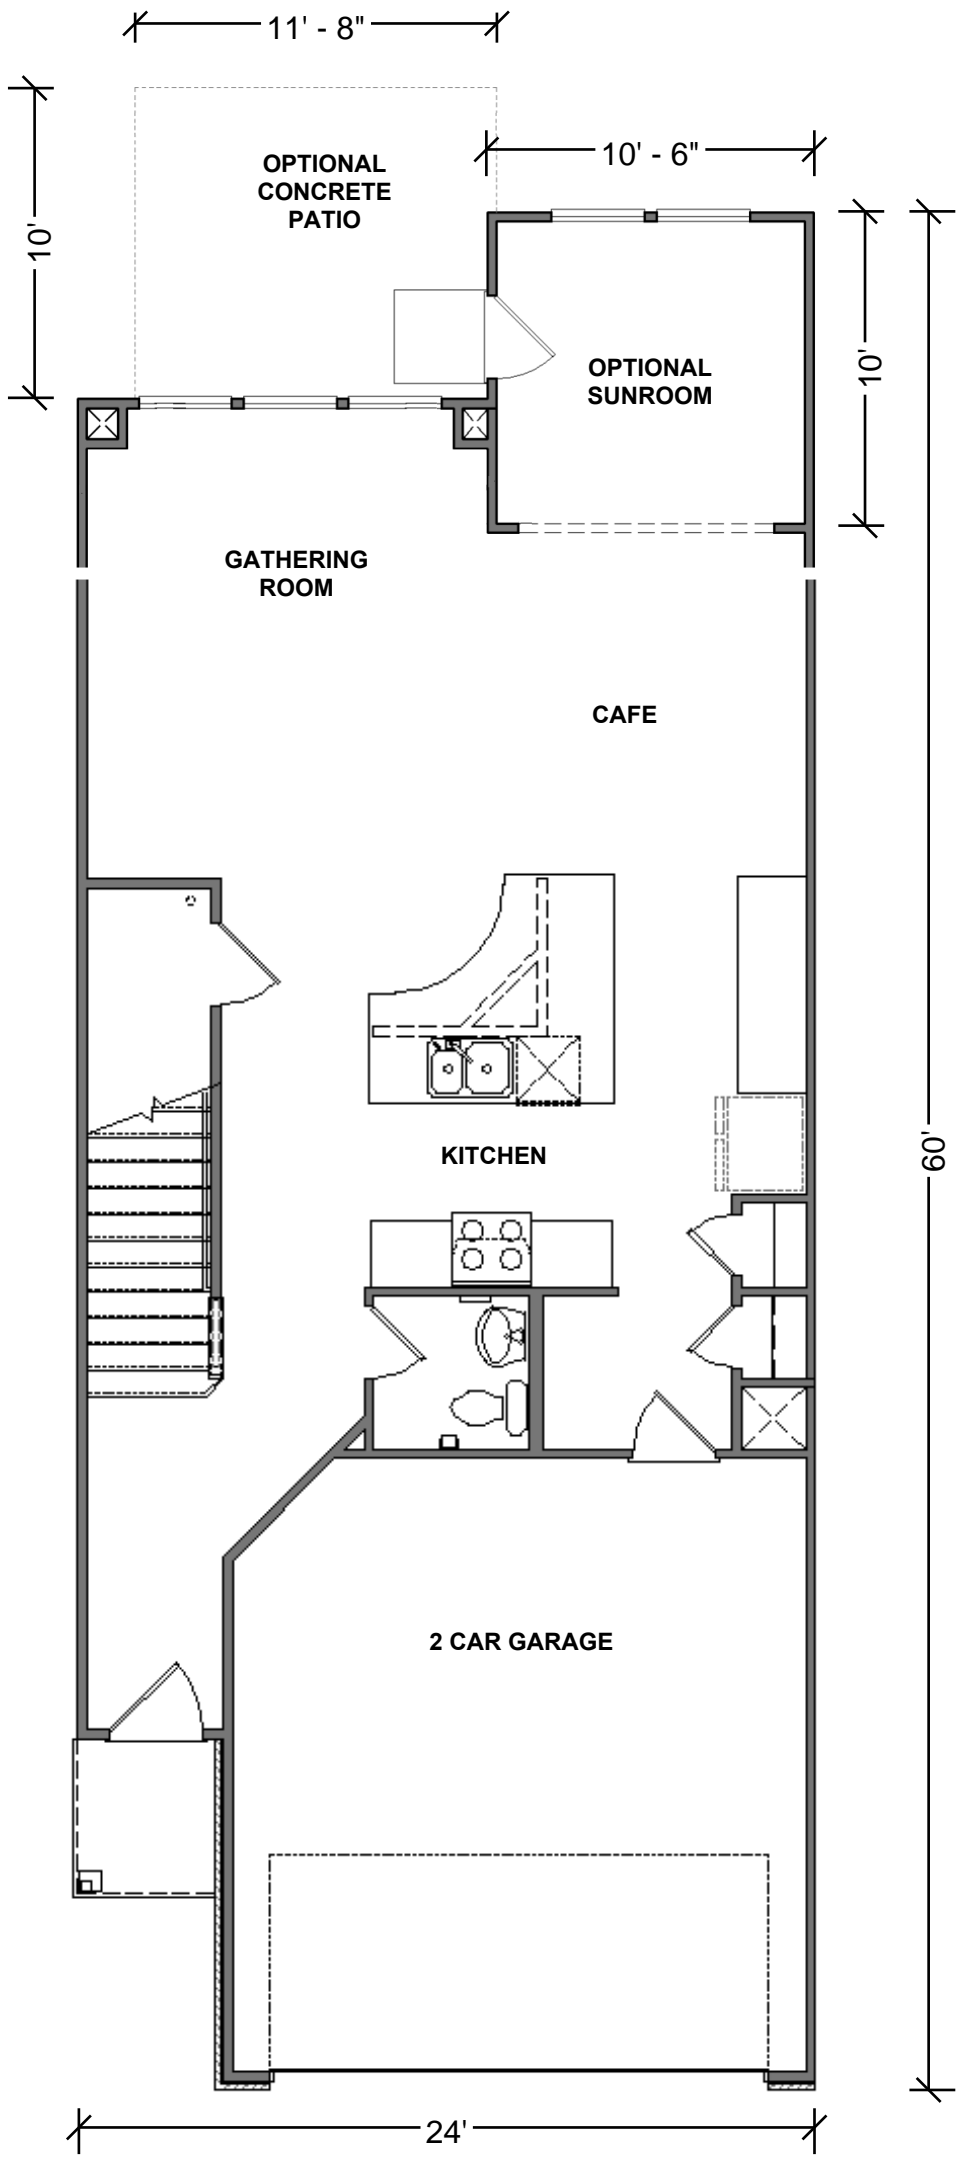 11' - 8"
OPTIONAL
CONCRETE
PATIO
10' - 6"
10'
OPTIONAL
SUNROOM
10'
GATHERING
ROOM
CAFE
KITCHEN
60'
2 CAR GARAGE
24'